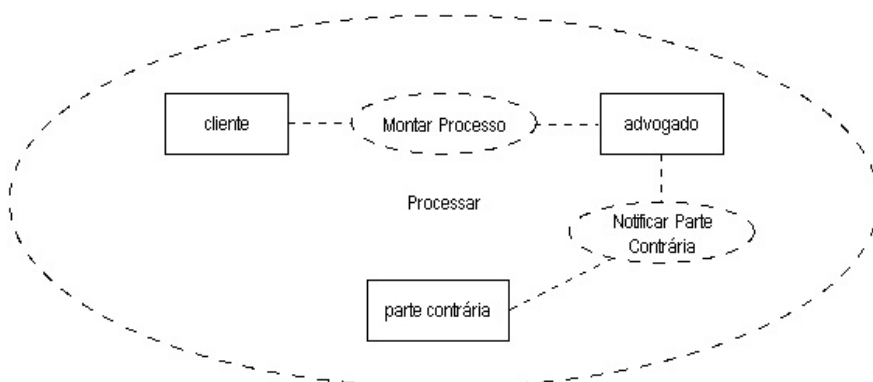 cliente
Montar Processo
advogado
Processar
Notificar Parte
Contrária
parte contrária